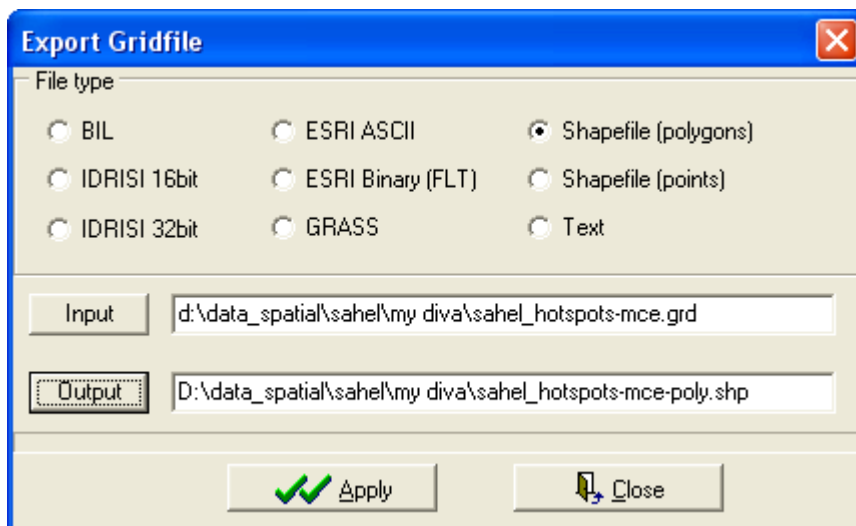 Export Gridfile
File type
BIL
ESRI ASCII
Shapefile (polygons)
IDRISI 16bit
ESRI Binary (FLT)
Shapefile (points)
IDRISI 32bit
GRASS
Text
Input
d:\data_spatial\sahel\my diva\sahel_hotspots-mce.grd
Output
D:\data_spatial\sahel\my diva\sahel_hotspots-mce-poly.shp
Apply
Close